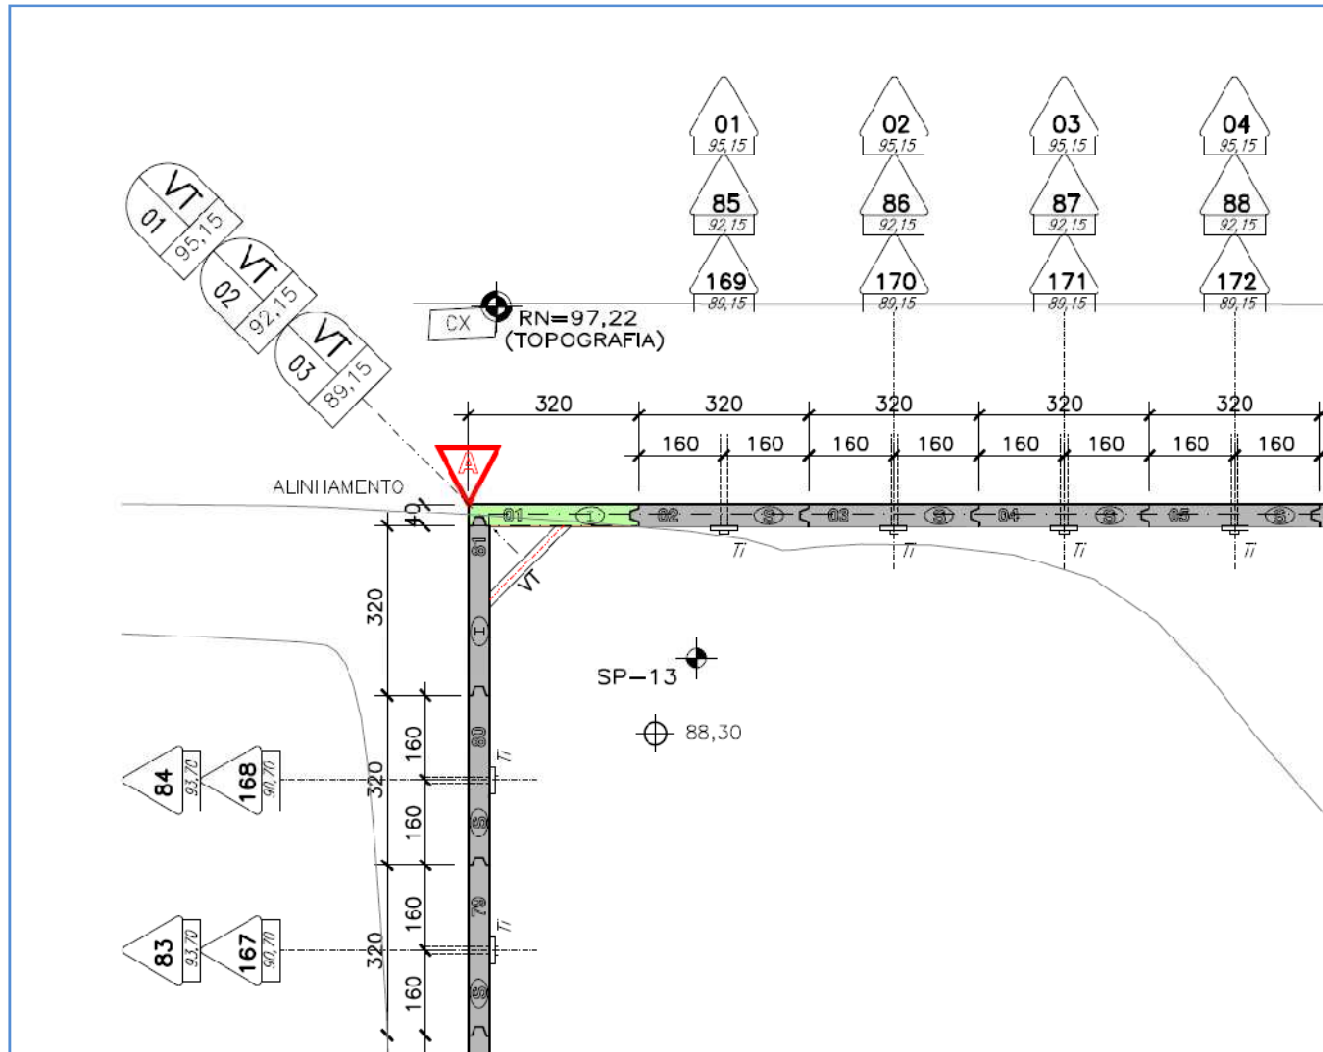 01 02 03 04
95,15 95,15 95,15 95,15
85 86 87 88
92,15 92,15 92,15 92,15
169 170 171 172
89,15 89,15 89,15 89,15
VT
01
95,15
VT
02
92,15
VT
03
89,15
CX
RN=97,22
(TOPOGRAFIA)
320 320 320 320 320
160 160 160 160 160 160 160 160
A
ALINHAMENTO
40
01 I 02 S 03 S 04 S 05 S
Ti Ti Ti Ti
81
VT
320
I
SP-13
88,30
80
Ti
160
84
93,70
168
90,70
320
160
S
79
Ti
160
83
93,70
167
90,70
320
160
S